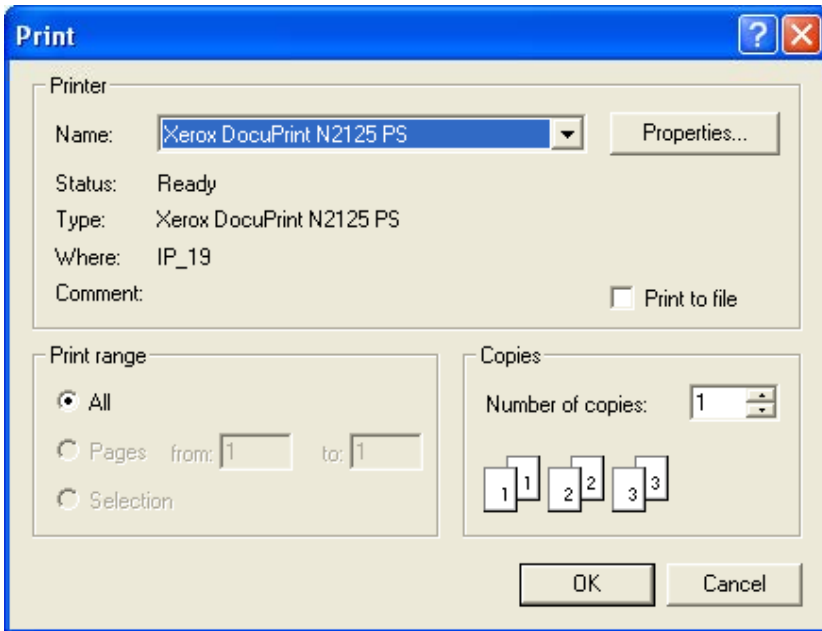 Print
Printer
Name: Xerox DocuPrint N2125 PS Properties...
Status: Ready
Type: Xerox DocuPrint N2125 PS
Where: IP_19
Comment: Print to file
Print range
All
Pages from: 1 to: 1
Selection
Copies
Number of copies: 1
1 1 2 2 3 3
OK Cancel